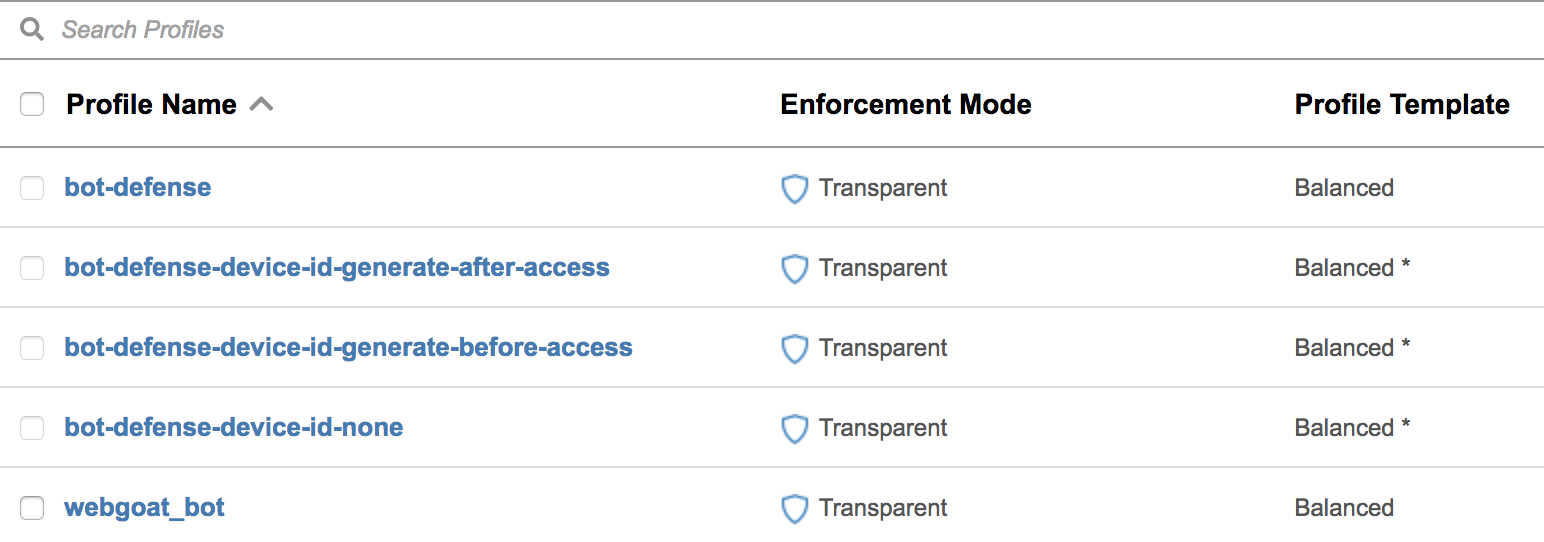 Search Profiles
Profile Name Enforcement Mode Profile Template
bot-defense Transparent Balanced
bot-defense-device-id-generate-after-access Transparent Balanced *
bot-defense-device-id-generate-before-access Transparent Balanced *
bot-defense-device-id-none Transparent Balanced *
webgoat_bot Transparent Balanced